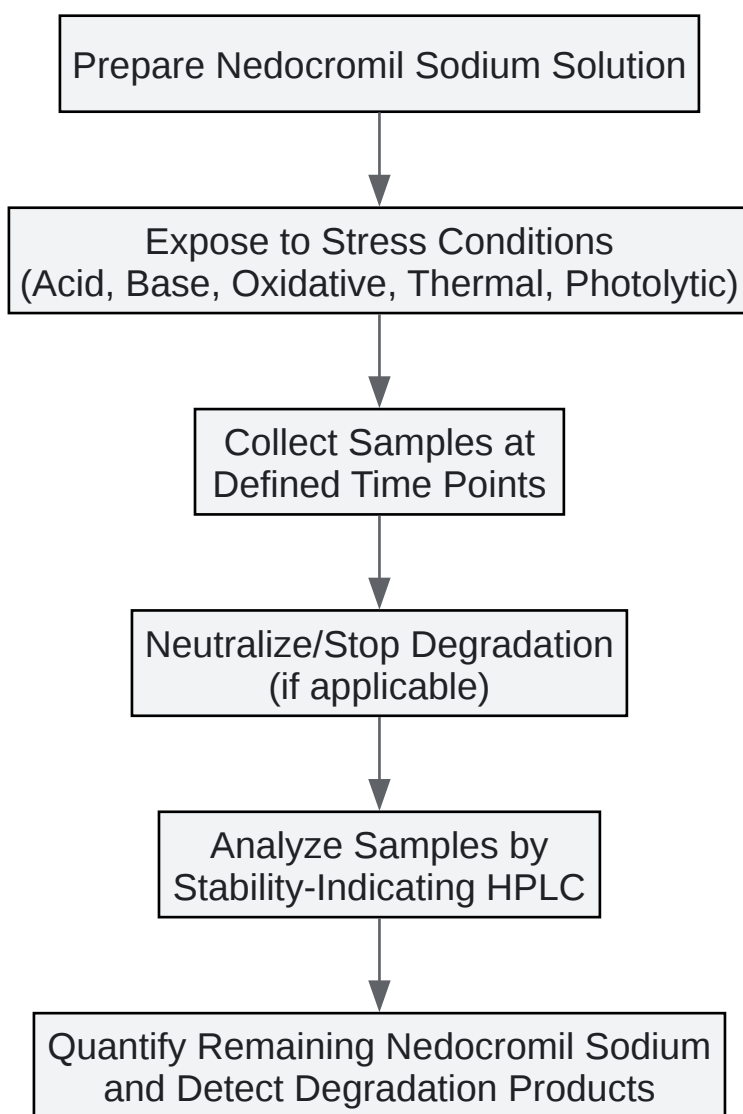 Prepare Nedocromil Sodium Solution
Expose to Stress Conditions
(Acid, Base, Oxidative, Thermal, Photolytic)
Collect Samples at
Defined Time Points
Neutralize/Stop Degradation
(if applicable)
Analyze Samples by
Stability-Indicating HPLC
Quantify Remaining Nedocromil Sodium
and Detect Degradation Products